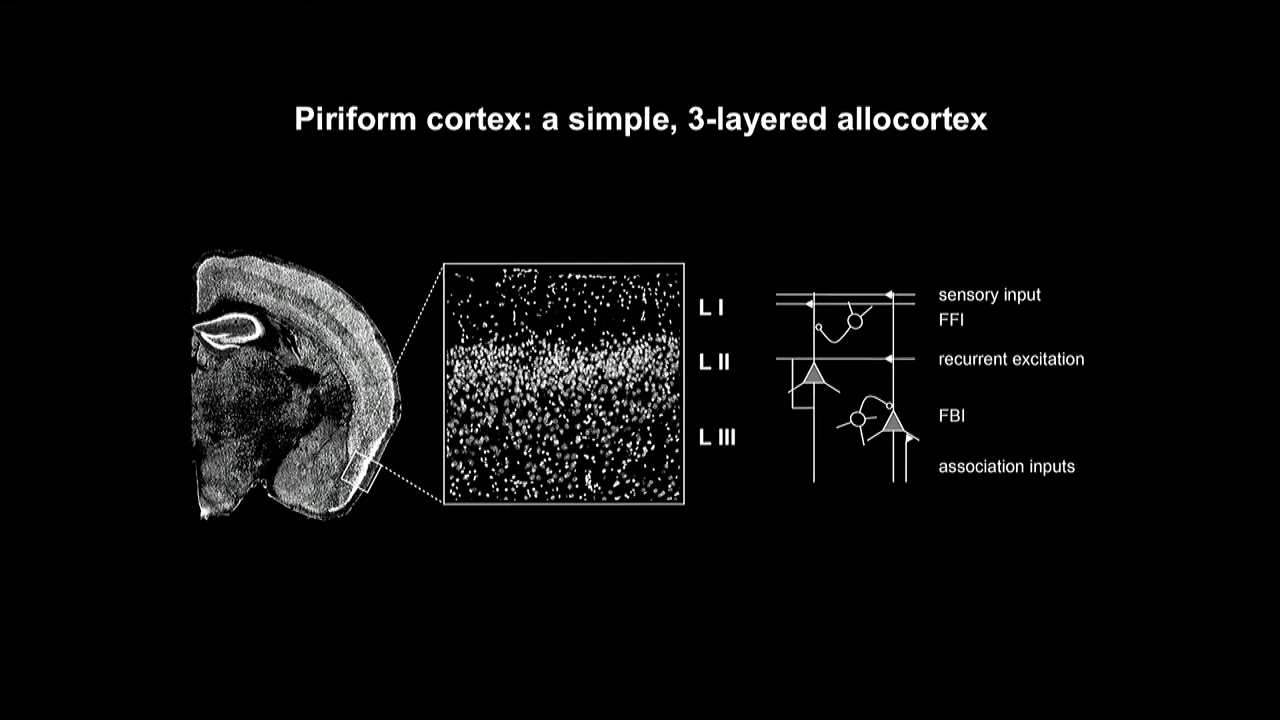 Piriform cortex: a simple, 3-layered allocortex
L I
L II
L III
sensory input
FFI
recurrent excitation
FBI
association inputs